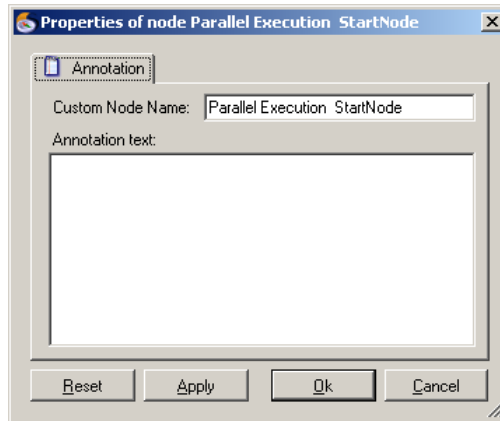 Properties of node Parallel Execution  StartNode
Annotation
Custom Node Name: Parallel Execution  StartNode
Annotation text:
Reset Apply Ok Cancel